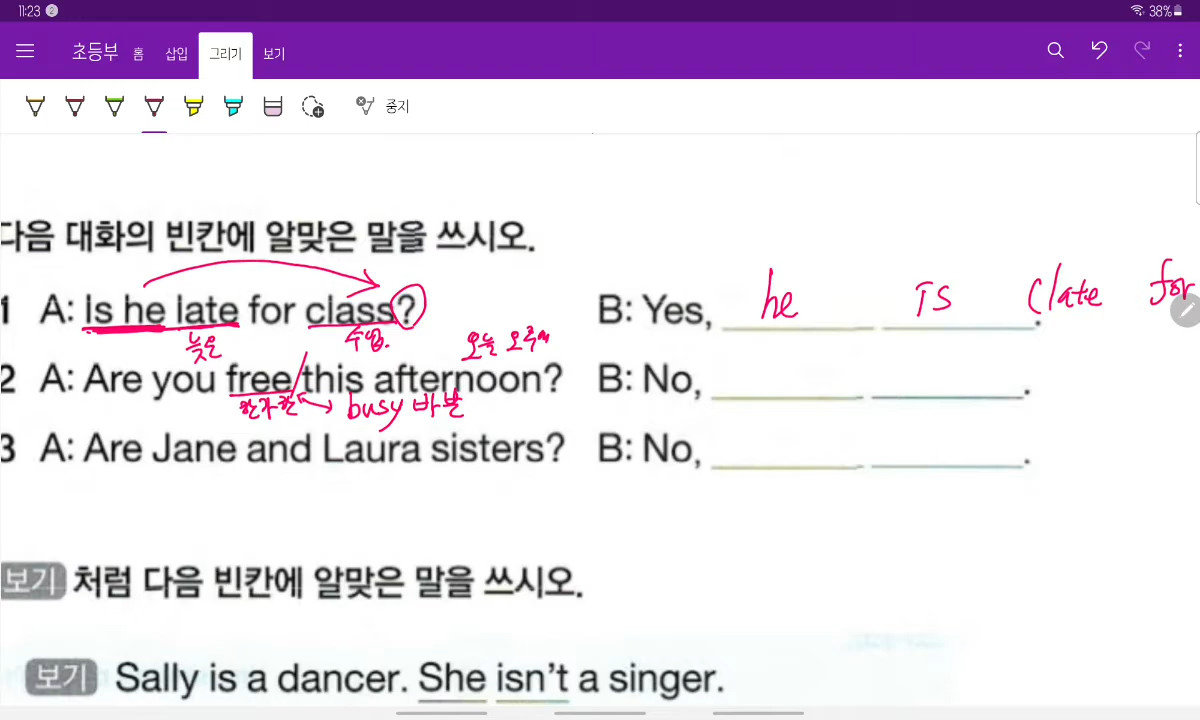 11:23 2 38%
초등부 홈 삽입 그리기 보기
중지
다음 대화의 빈칸에 알맞은 말을 쓰시오.
1 A: Is he late for class? B: Yes, he is (late for
늦은 수업. 오늘 오후에
2 A: Are you free/this afternoon? B: No, .
한가한 busy 바쁜
3 A: Are Jane and Laura sisters? B: No, .
보기 처럼 다음 빈칸에 알맞은 말을 쓰시오.
보기 Sally is a dancer. She isn't a singer.